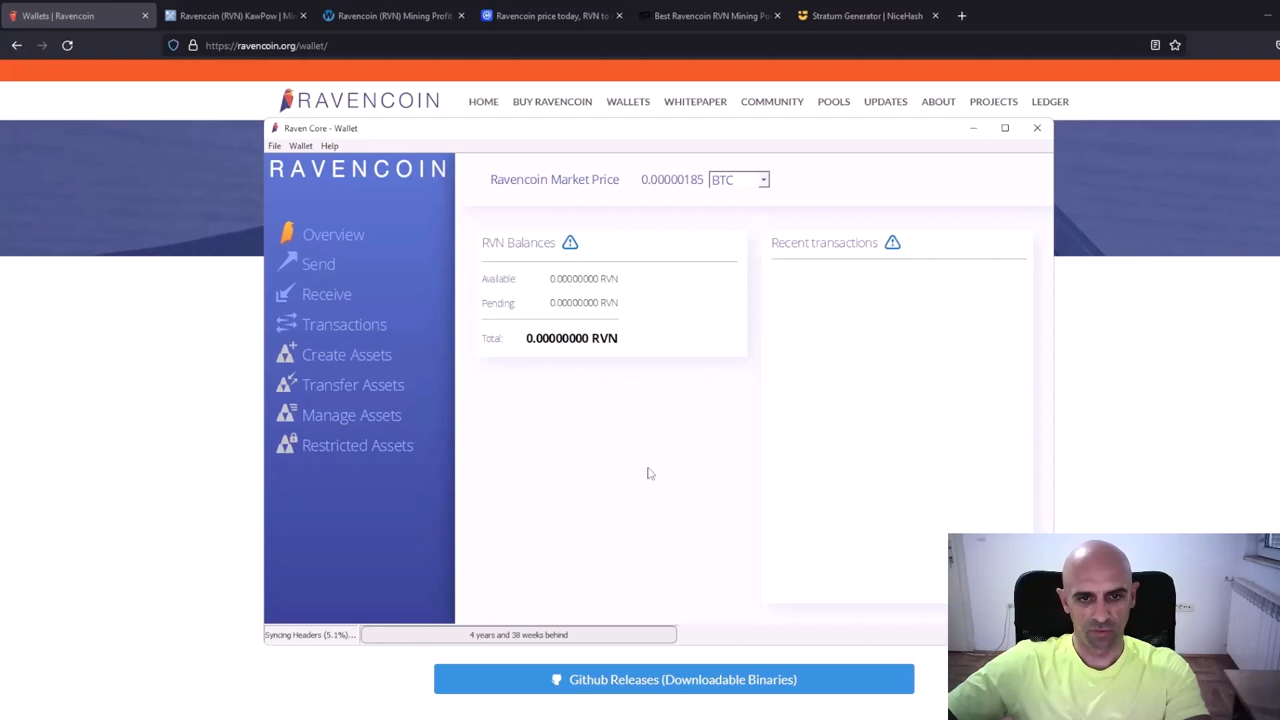 Wallets | Ravencoin
Ravencoin (RVN) KawPow | Mi
Ravencoin (RVN) Mining Profit
Ravencoin price today, RVN to
Best Ravencoin RVN Mining Po
Stratum Generator | NiceHash
https://ravencoin.org/wallet/
RAVENCOIN
HOME
BUY RAVENCOIN
WALLETS
WHITEPAPER
COMMUNITY
POOLS
UPDATES
ABOUT
PROJECTS
LEDGER
Raven Core - Wallet
File
Wallet
Help
RAVENCOIN
Overview
Send
Receive
Transactions
Create Assets
Transfer Assets
Manage Assets
Restricted Assets
Ravencoin Market Price 0.00000185 BTC
RVN Balances
Available: 0.00000000 RVN
Pending: 0.00000000 RVN
Total: 0.00000000 RVN
Recent transactions
Syncing Headers (5.1%)...
4 years and 38 weeks behind
Github Releases (Downloadable Binaries)